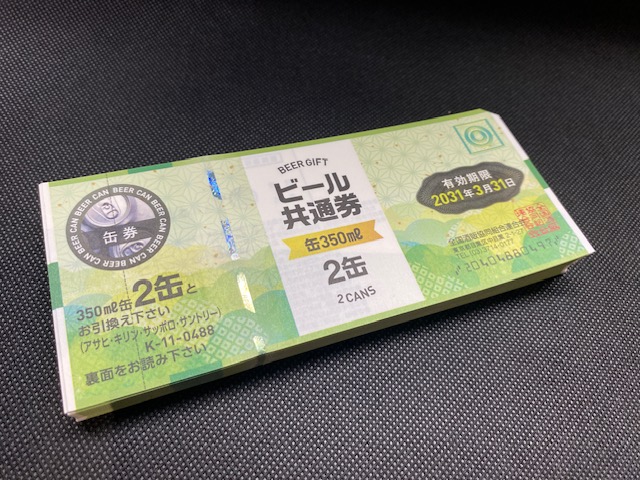 BEER CAN BEER CAN BEER CAN BEER CAN
缶券
350㎖缶2缶と
お引換え下さい
(アサヒ・キリン・サッポロ・サントリー)
K-11-0488
裏面をお読み下さい
BEER GIFT
ビール
共通券
缶350㎖
2缶
2 CANS
有効期限
2031年3月31日